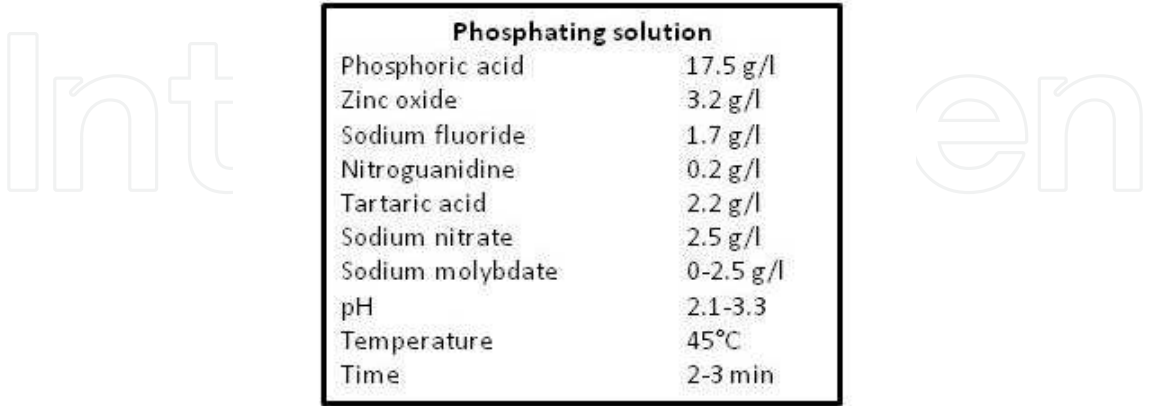 Int en
Phosphating solution
Phosphoric acid 17.5 g/l
Zinc oxide 3.2 g/l
Sodium fluoride 1.7 g/l
Nitroguanidine 0.2 g/l
Tartaric acid 2.2 g/l
Sodium nitrate 2.5 g/l
Sodium molybdate 0-2.5 g/l
pH 2.1-3.3
Temperature 45°C
Time 2-3 min